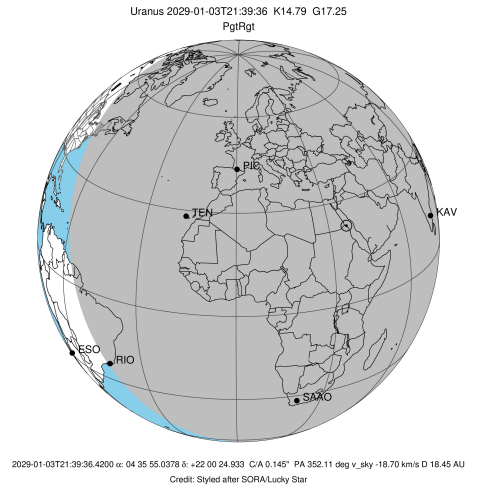 Uranus 2029-01-03T21:39:36 K14.79 G17.25
PgtRgt
PIC
TEN
KAV
ESO
RIO
SAAO
2029-01-03T21:39:36.4200 α: 04 35 55.0378 δ: +22 00 24.933 C/A 0.145" PA 352.11 deg v_sky -18.70 km/s D 18.45 AU
Credit: Styled after SORA/Lucky Star